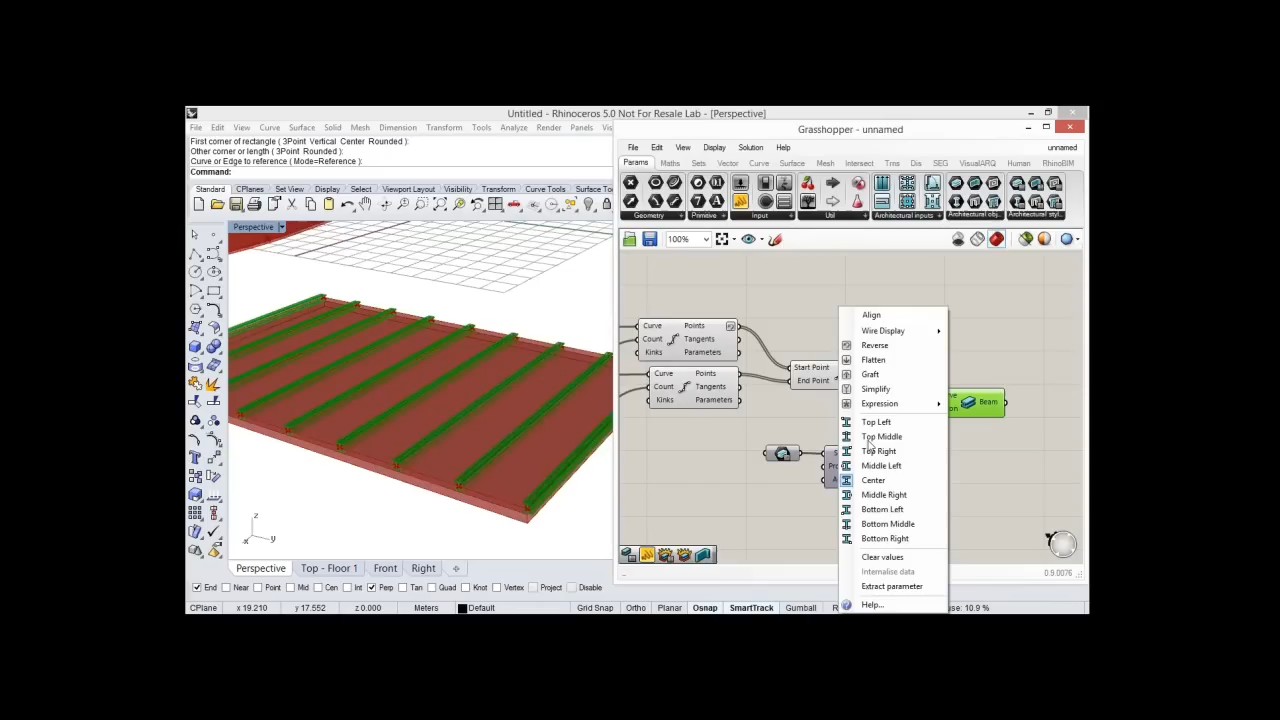 Untitled - Rhinoceros 5.0 Not For Resale Lab - [Perspective]
File Edit View Curve Surface Solid Mesh Dimension Transform Tools Analyze Render Panels
First corner of rectangle ( 3Point Vertical Center Rounded ):
Other corner or length ( 3Point Rounded ):
Curve or Edge to reference ( Mode=Reference ):
Command:
Standard CPlanes Set View Display Select Viewport Layout Visibility Transform Curve Tools Surface
Perspective
Grasshopper - unnamed
File Edit View Display Solution Help unnamed
Params Maths Sets Vector Curve Surface Mesh Intersect Trns Dis SEG VisualARQ Human RhinoBIM
Geometry Primitive Input Util Architectural inputs Architectural obj.. Architectural styl..
100%
Curve Points
Count Tangents
Kinks Parameters
Curve Points
Count Tangents
Kinks Parameters
Start Point
End Point
Beam
Align
Wire Display
Reverse
Flatten
Graft
Simplify
Expression
Top Left
Top Middle
Top Right
Middle Left
Center
Middle Right
Bottom Left
Bottom Middle
Bottom Right
Clear values
Internalise data
Extract parameter
Help...
0.9.0076
z
y
x
Perspective Top - Floor 1 Front Right
End Near Point Mid Cen Int Perp Tan Quad Knot Vertex Project Disable
CPlane x 19.210 y 17.552 z 0.000 Meters Default Grid Snap Ortho Planar Osnap SmartTrack Gumball use: 10.9 %